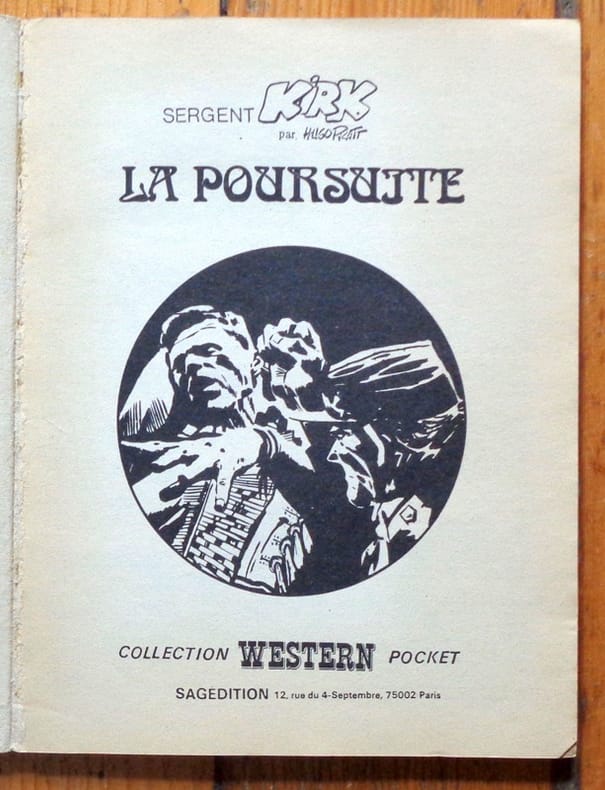 SERGENT KIRK
par HUGO PRATT
LA POURSUITE
COLLECTION WESTERN POCKET
SAGEDITION 12, rue du 4-Septembre, 75002 Paris